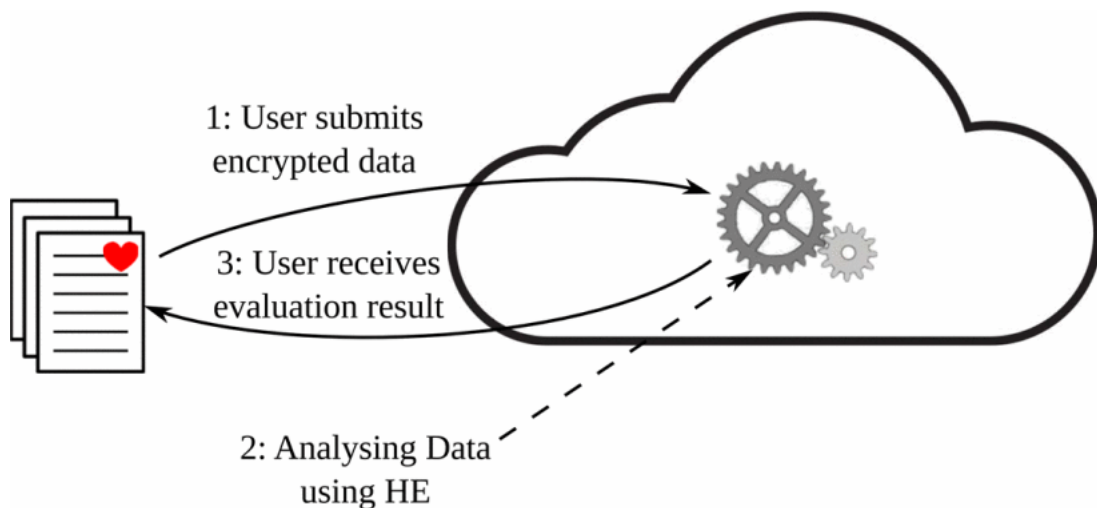 1: User submits
encrypted data
3: User receives
evaluation result
2: Analysing Data
using HE